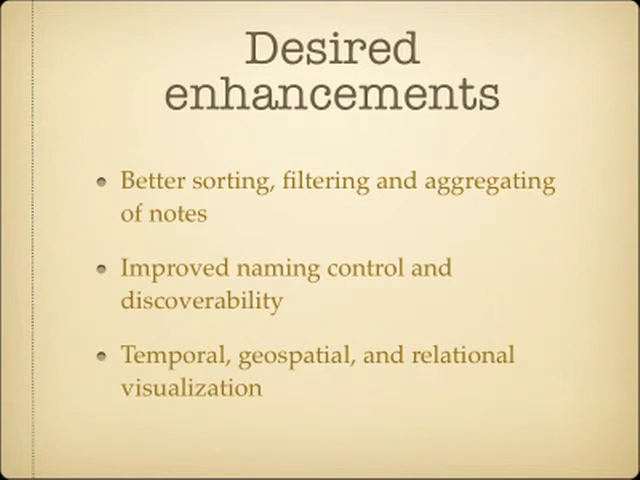 Desired
enhancements
Better sorting, filtering and aggregating
of notes
Improved naming control and
discoverability
Temporal, geospatial, and relational
visualization